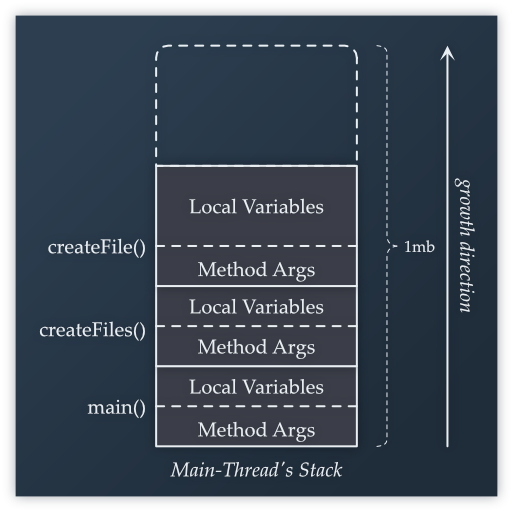 Local Variables
createFile()
Method Args
Local Variables
createFiles()
Method Args
Local Variables
main()
Method Args
1mb
growth direction
Main-Thread's Stack